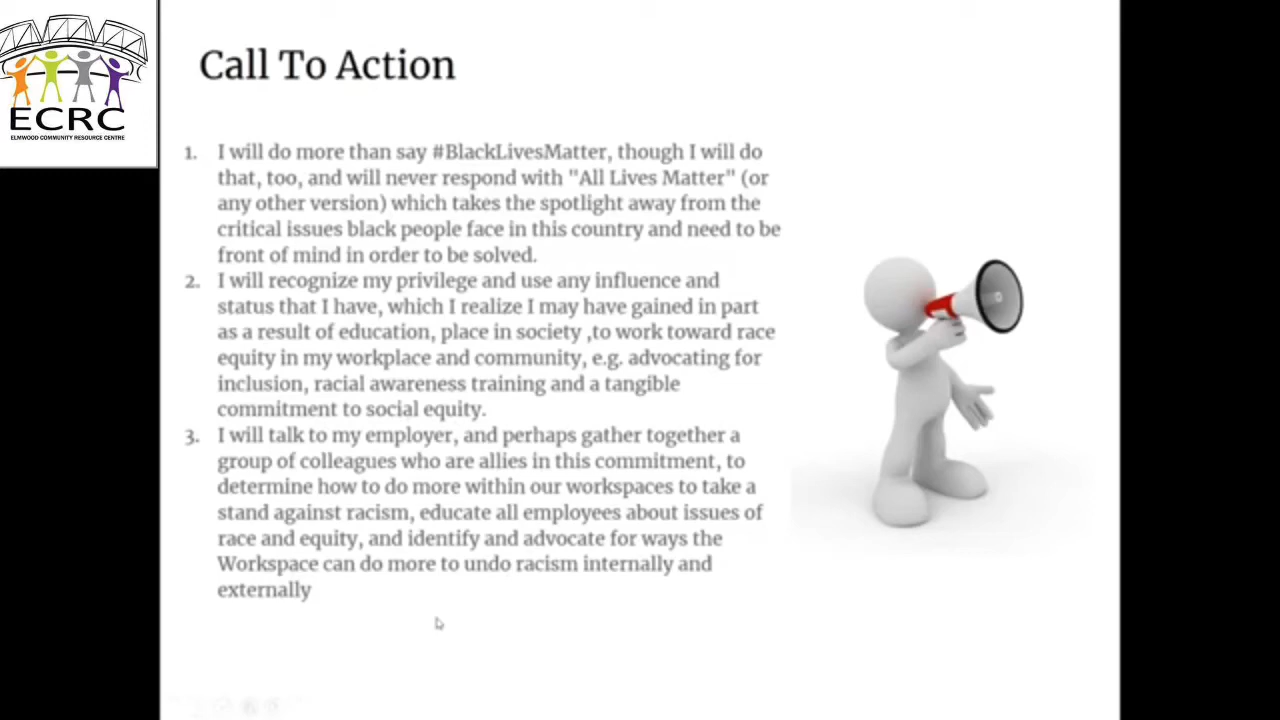 ECRC
ELMWOOD COMMUNITY RESOURCE CENTRE
Call To Action
1. I will do more than say #BlackLivesMatter, though I will do
that, too, and will never respond with "All Lives Matter" (or
any other version) which takes the spotlight away from the
critical issues black people face in this country and need to be
front of mind in order to be solved.
2. I will recognize my privilege and use any influence and
status that I have, which I realize I may have gained in part
as a result of education, place in society ,to work toward race
equity in my workplace and community, e.g. advocating for
inclusion, racial awareness training and a tangible
commitment to social equity.
3. I will talk to my employer, and perhaps gather together a
group of colleagues who are allies in this commitment, to
determine how to do more within our workspaces to take a
stand against racism, educate all employees about issues of
race and equity, and identify and advocate for ways the
Workspace can do more to undo racism internally and
externally